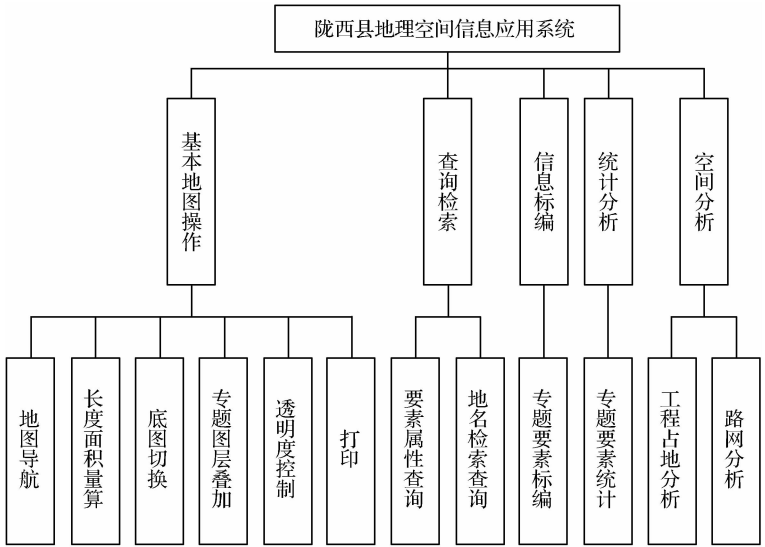 陇西县地理空间信息应用系统
基本地图操作
查询检索
信息标编
统计分析
空间分析
地图导航
长度面积量算
底图切换
专题图层叠加
透明度控制
打印
要素属性查询
地名检索查询
专题要素标编
专题要素统计
工程占地分析
路网分析